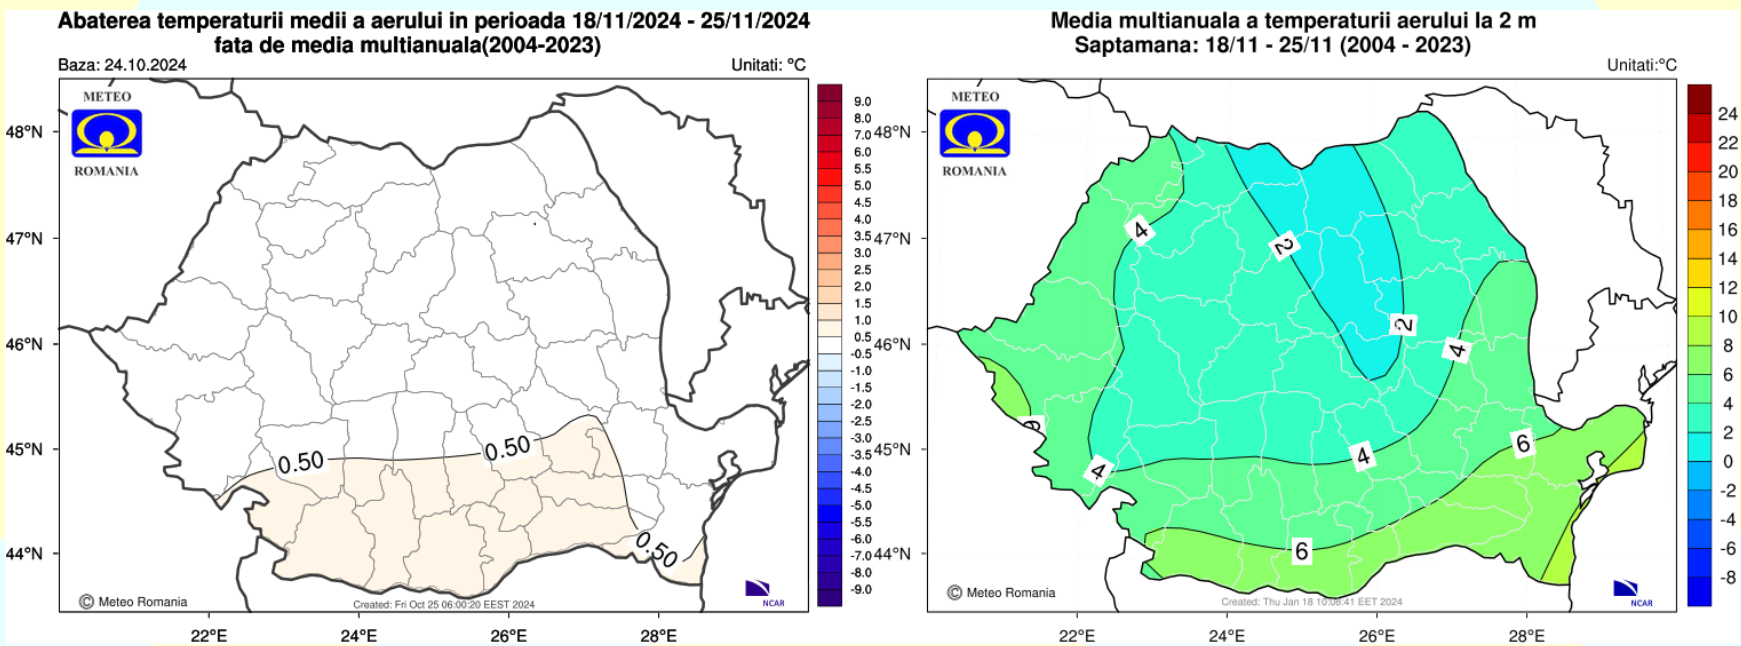 Abaterea temperaturii medii a aerului in perioada 18/11/2024 - 25/11/2024
fata de media multianuala(2004-2023)
Baza: 24.10.2024
Unitati: °C
METEO
ROMANIA
48°N
47°N
46°N
45°N
44°N
0.50
0.50
0.50
© Meteo Romania
Created: Fri Oct 25 06:00:20 EEST 2024
NCAR
22°E
24°E
26°E
28°E
9.0
8.0
7.0
6.0
5.5
5.0
4.5
4.0
3.5
3.0
2.5
2.0
1.5
1.0
0.5
-0.5
-1.0
-1.5
-2.0
-2.5
-3.0
-3.5
-4.0
-4.5
-5.0
-5.5
-6.0
-7.0
-8.0
-9.0
Media multianuala a temperaturii aerului la 2 m
Saptamana: 18/11 - 25/11 (2004 - 2023)
Unitati:°C
METEO
ROMANIA
48°N
47°N
46°N
45°N
44°N
4
2
2
4
6
4
4
6
6
© Meteo Romania
Created: Thu Jan 18 10:08:41 EET 2024
NCAR
22°E
24°E
26°E
28°E
24
22
20
18
16
14
12
10
8
6
4
2
0
-2
-4
-6
-8